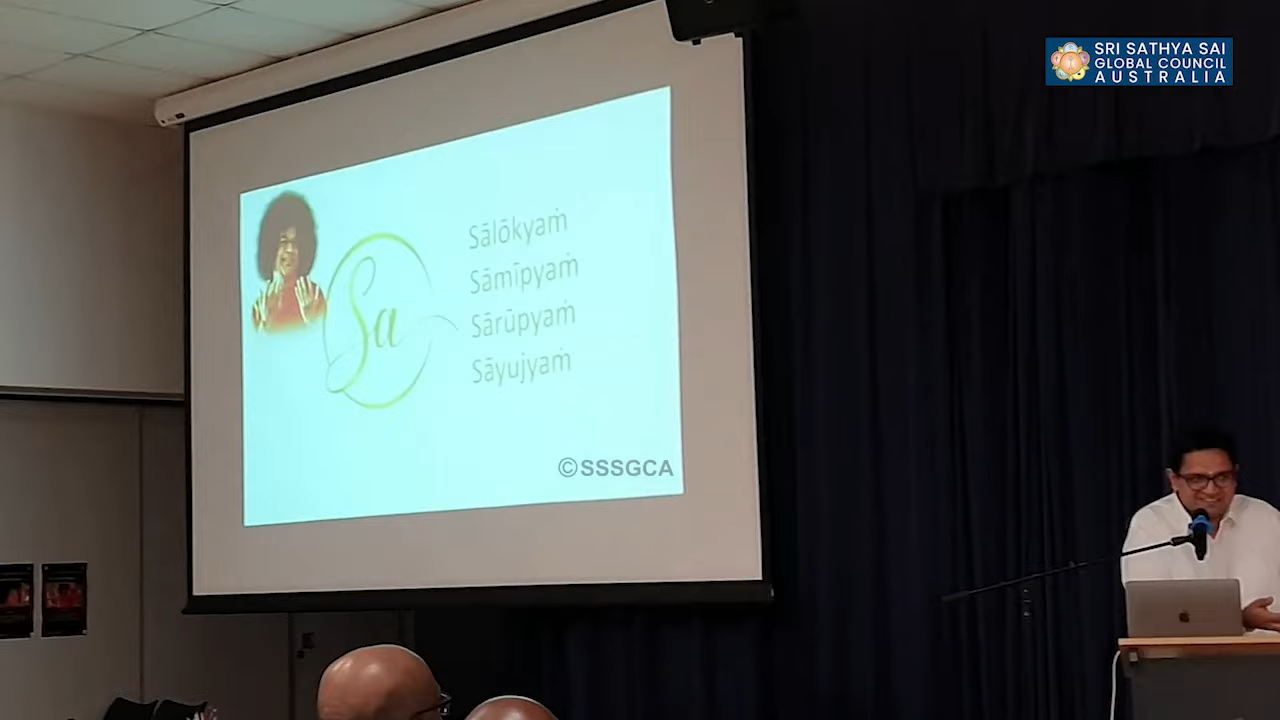 SRI SATHYA SAI
GLOBAL COUNCIL
AUSTRALIA
Sa
Sālōkyaṁ
Sāmīpyaṁ
Sārūpyaṁ
Sāyujyaṁ
©SSSGCA